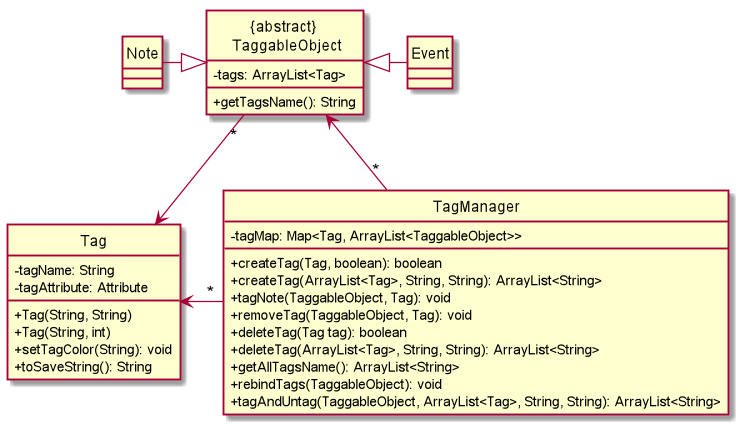 {abstract}
TaggableObject
Note
Event
-tags: ArrayList<Tag>
+getTagsName(): String
*
*
TagManager
-tagMap: Map<Tag, ArrayList<TaggableObject>>
+createTag(Tag, boolean): boolean
+createTag(ArrayList<Tag>, String, String): ArrayList<String>
+tagNote(TaggableObject, Tag): void
+removeTag(TaggableObject, Tag): void
+deleteTag(Tag tag): boolean
+deleteTag(ArrayList<Tag>, String, String): ArrayList<String>
+getAllTagsName(): ArrayList<String>
+rebindTags(TaggableObject): void
+tagAndUntag(TaggableObject, ArrayList<Tag>, String, String): ArrayList<String>
*
Tag
-tagName: String
-tagAttribute: Attribute
+Tag(String, String)
+Tag(String, int)
+setTagColor(String): void
+toSaveString(): String